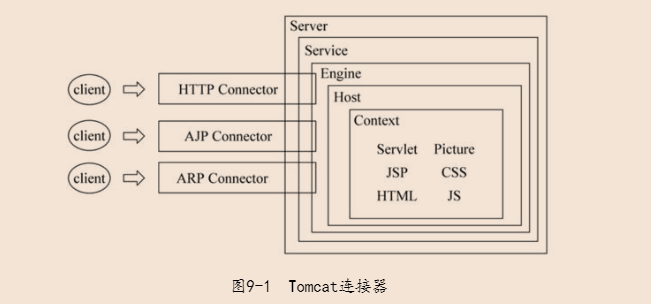 Server
Service
Engine
Host
Context
client
HTTP Connector
client
AJP Connector
client
ARP Connector
Servlet Picture
JSP CSS
HTML JS
图9-1 Tomcat连接器